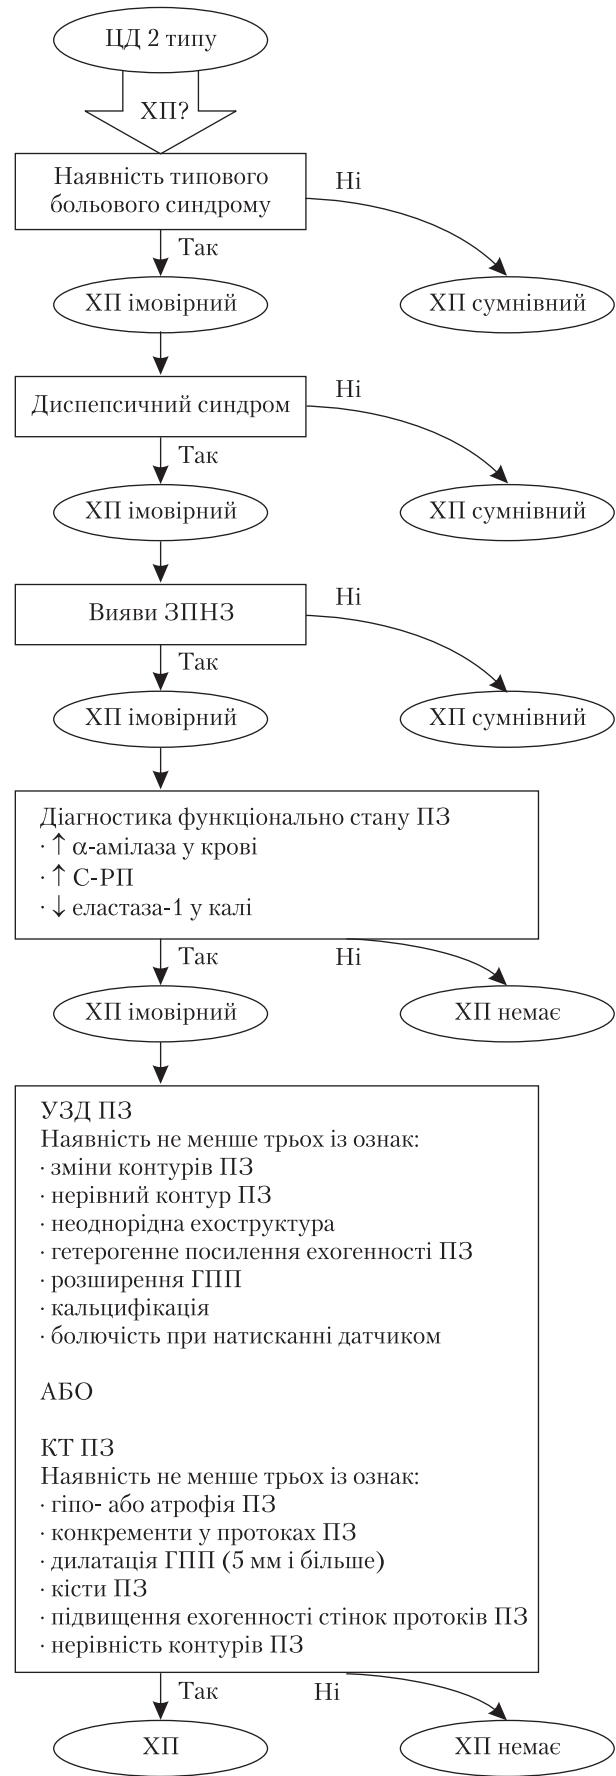 ЦД 2 типу
ХП?
Наявність типового
больового синдрому
Ні
Так
ХП імовірний
ХП сумнівний
Диспепсичний синдром
Ні
Так
ХП імовірний
ХП сумнівний
Вияви ЗПНЗ
Ні
Так
ХП імовірний
ХП сумнівний
Діагностика функціонально стану ПЗ
· ↑ α-амілаза у крові
· ↑ С-РП
· ↓ еластаза-1 у калі
Так
Ні
ХП імовірний
ХП немає
УЗД ПЗ
Наявність не менше трьох із ознак:
· зміни контурів ПЗ
· нерівний контур ПЗ
· неоднорідна ехоструктура
· гетерогенне посилення ехогенності ПЗ
· розширення ГПП
· кальцифікація
· болючість при натисканні датчиком
АБО
КТ ПЗ
Наявність не менше трьох із ознак:
· гіпо- або атрофія ПЗ
· конкременти у протоках ПЗ
· дилатація ГПП (5 мм і більше)
· кісти ПЗ
· підвищення ехогенності стінок протоків ПЗ
· нерівність контурів ПЗ
Так
Ні
ХП
ХП немає